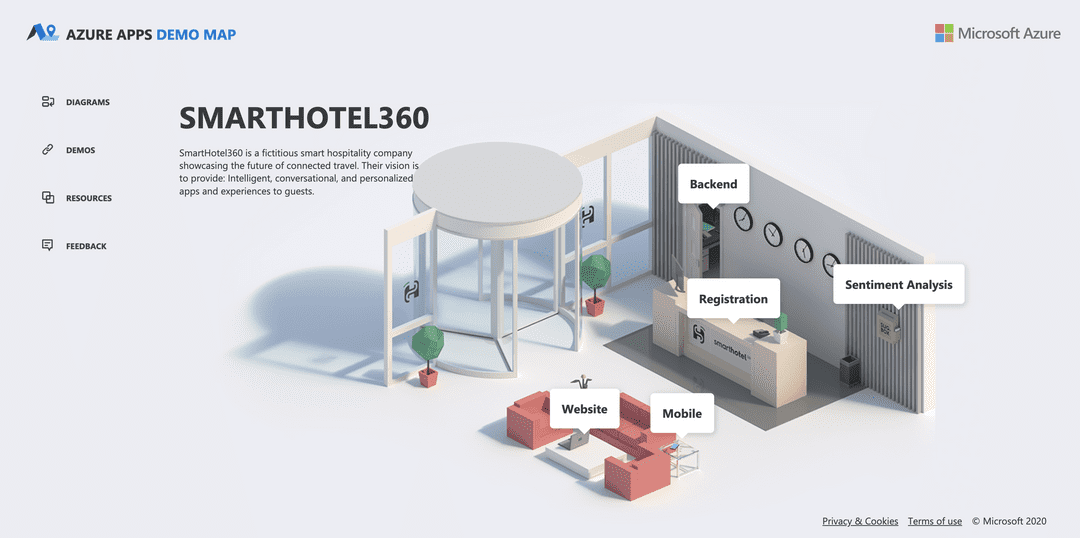 AZURE APPS DEMO MAP
Microsoft Azure
DIAGRAMS
DEMOS
RESOURCES
FEEDBACK
SMARTHOTEL360
SmartHotel360 is a fictitious smart hospitality company
showcasing the future of connected travel. Their vision is
to provide: Intelligent, conversational, and personalized
apps and experiences to guests.
Backend
Registration
Sentiment Analysis
smarthotel
Website
Mobile
Privacy & Cookies Terms of use © Microsoft 2020